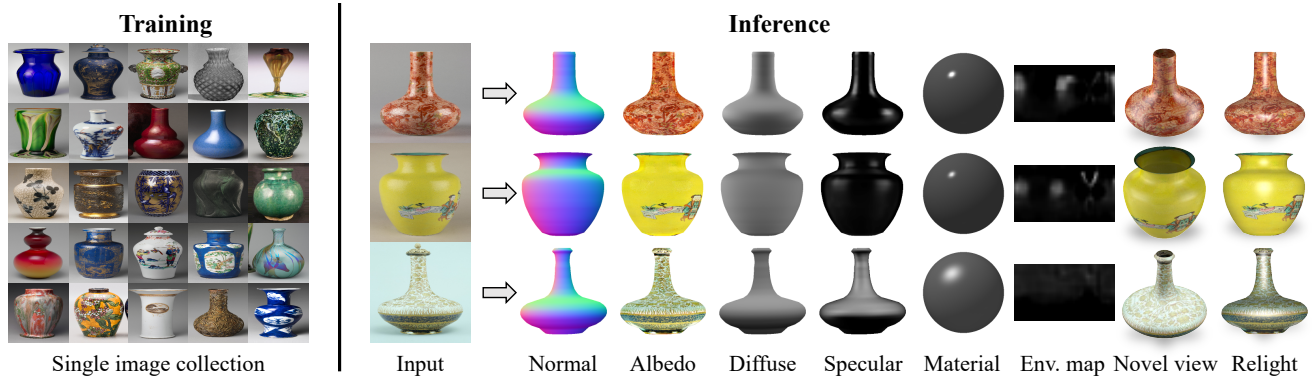 Training
Inference
Single image collection
Input
Normal
Albedo
Diffuse
Specular
Material
Env. map
Novel view
Relight